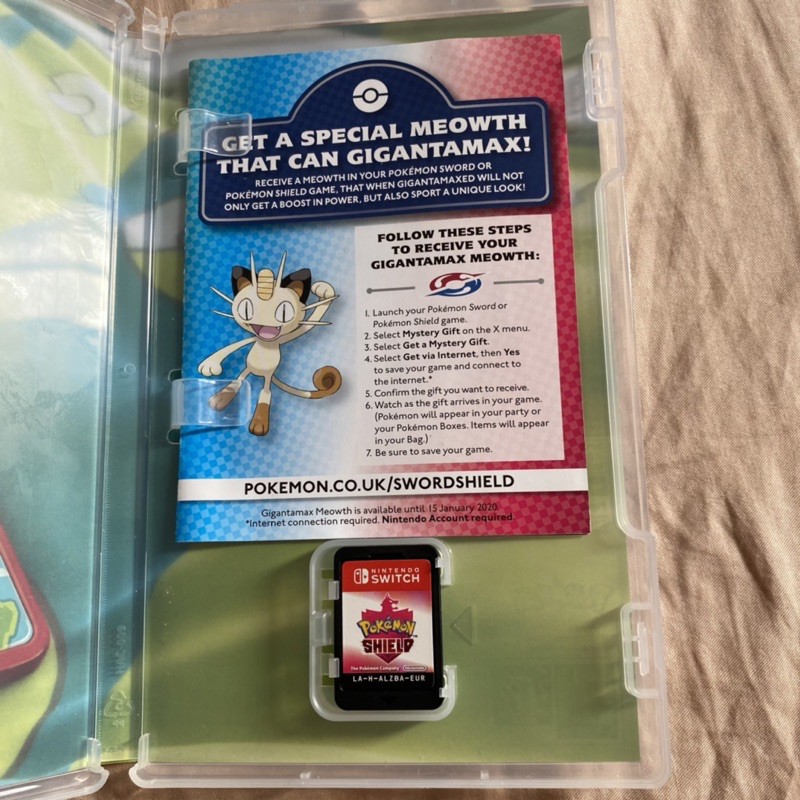 GET A SPECIAL MEOWTH
THAT CAN GIGANTAMAX!
RECEIVE A MEOWTH IN YOUR POKÉMON SWORD OR
POKÉMON SHIELD GAME, THAT WHEN GIGANTAMAXED WILL NOT
ONLY GET A BOOST IN POWER, BUT ALSO SPORT A UNIQUE LOOK!
FOLLOW THESE STEPS
TO RECEIVE YOUR
GIGANTAMAX MEOWTH:
1. Launch your Pokémon Sword or
Pokémon Shield game.
2. Select Mystery Gift on the X menu.
3. Select Get a Mystery Gift.
4. Select Get via Internet, then Yes
to save your game and connect to
the internet.*
5. Confirm the gift you want to receive.
6. Watch as the gift arrives in your game.
(Pokémon will appear in your party or
your Pokémon Boxes. Items will appear
in your Bag.)
7. Be sure to save your game.
POKEMON.CO.UK/SWORDSHIELD
Gigantamax Meowth is available until 15 January 2020.
*Internet connection required. Nintendo Account required.
NINTENDO
SWITCH
POKÉMON
SHIELD
The Pokémon Company Nintendo
LA-H-ALZBA-EUR